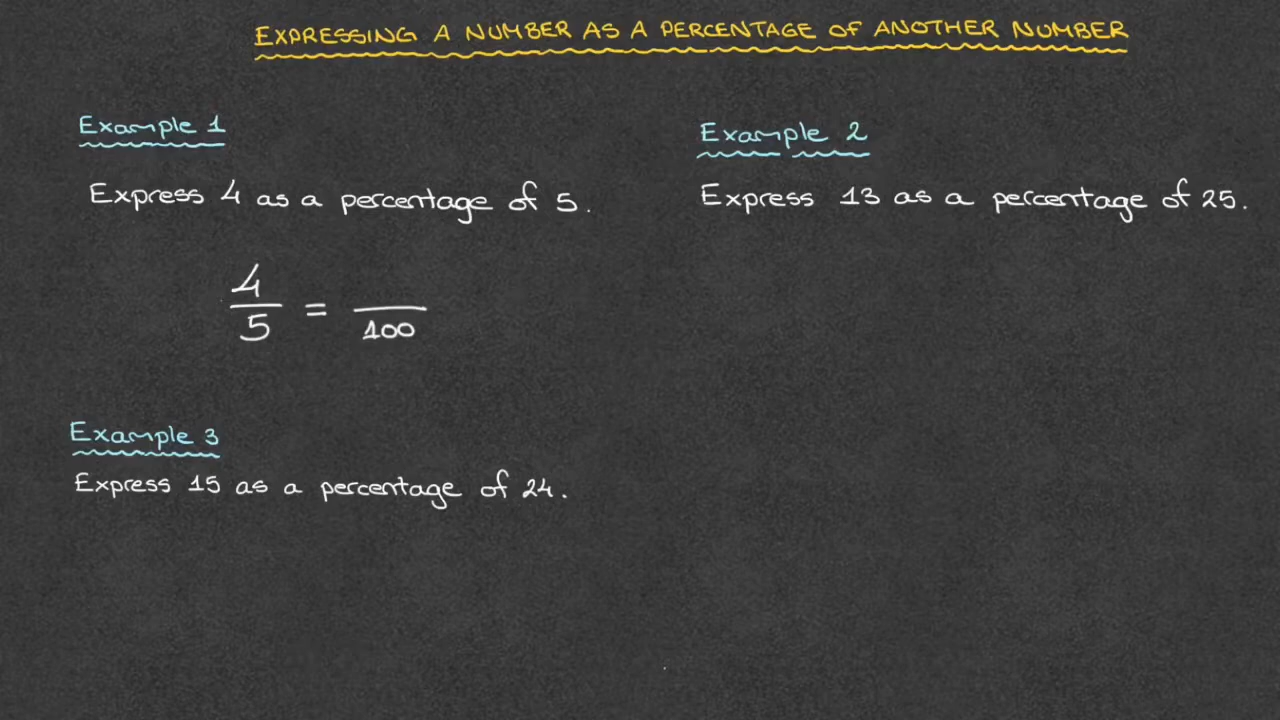 EXPRESSING A NUMBER AS A PERCENTAGE OF ANOTHER NUMBER
Example 1
Express 4 as a percentage of 5.
4/5 = /100
Example 2
Express 13 as a percentage of 25.
Example 3
Express 15 as a percentage of 24.